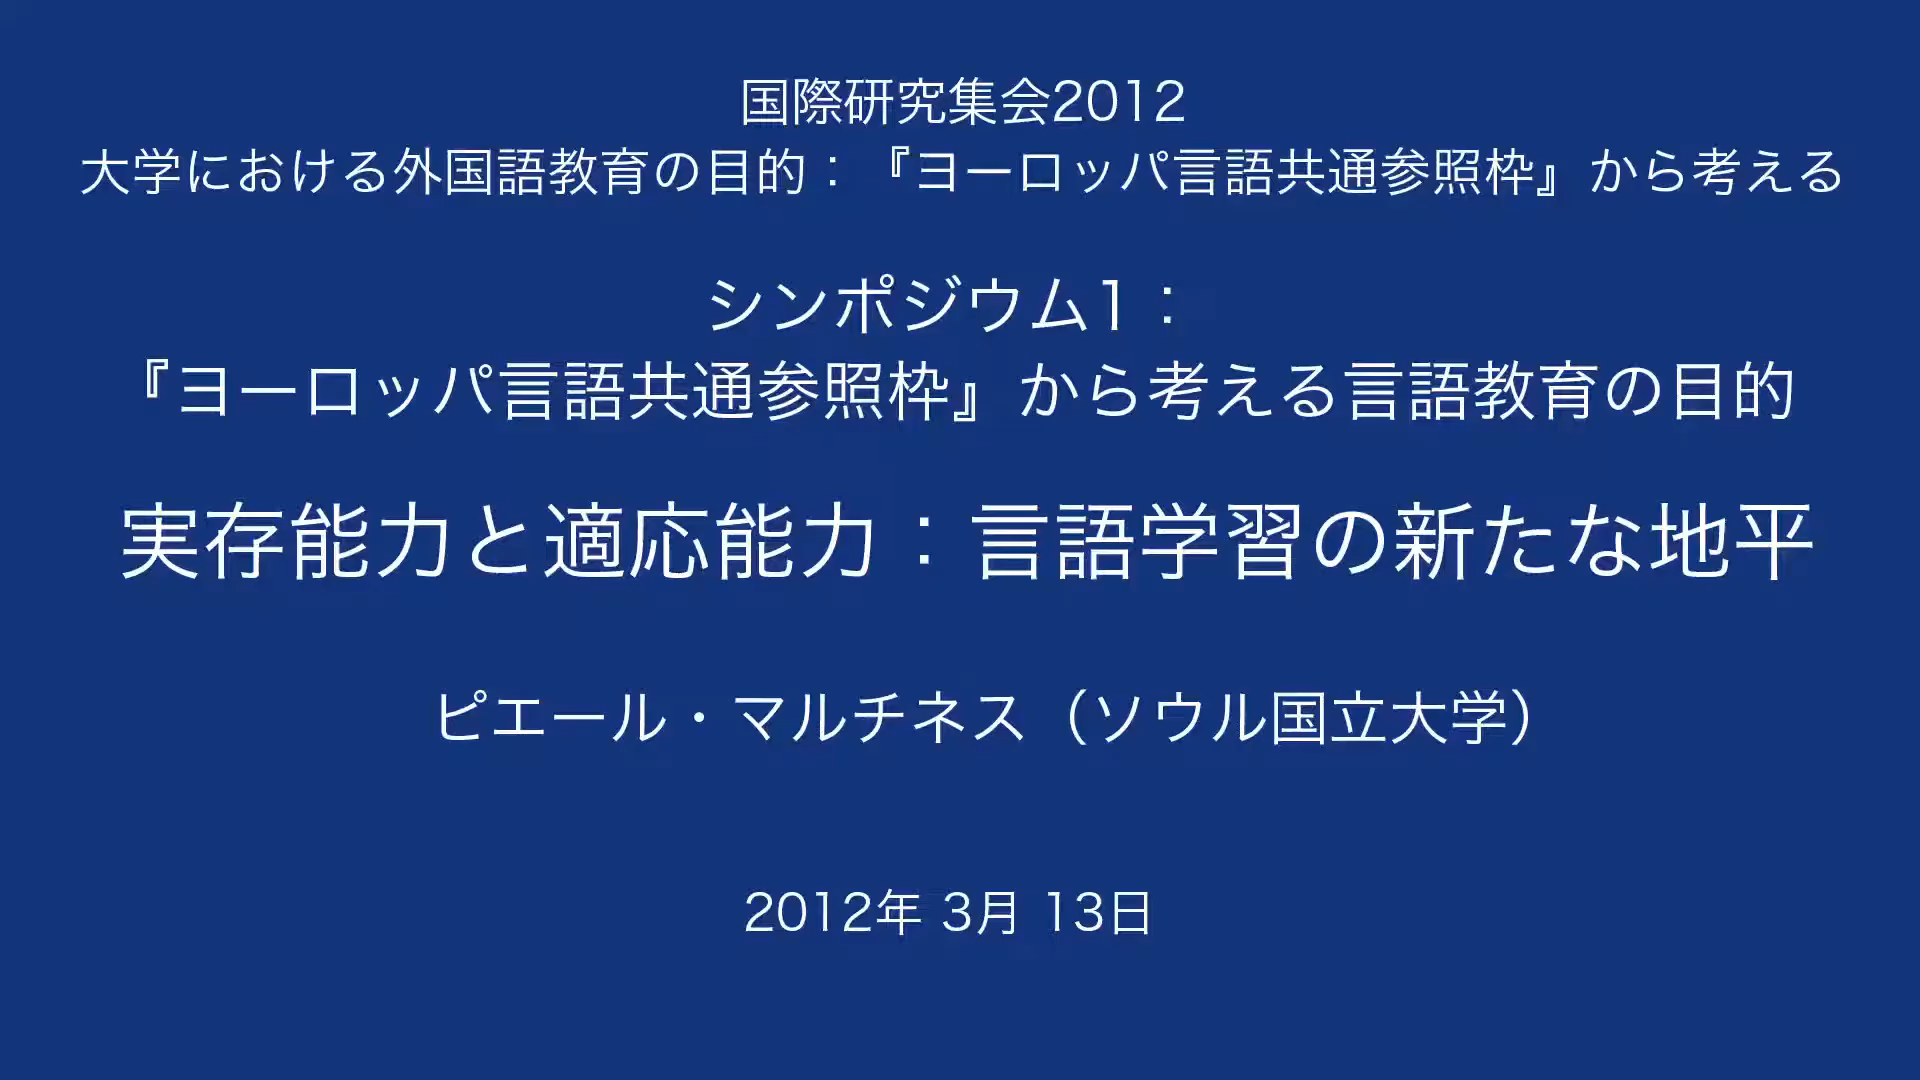 国際研究集会2012
大学における外国語教育の目的：『ヨーロッパ言語共通参照枠』から考える
シンポジウム1：
『ヨーロッパ言語共通参照枠』から考える言語教育の目的
実存能力と適応能力：言語学習の新たな地平
ピエール・マルチネス（ソウル国立大学）
2012年 3月 13日